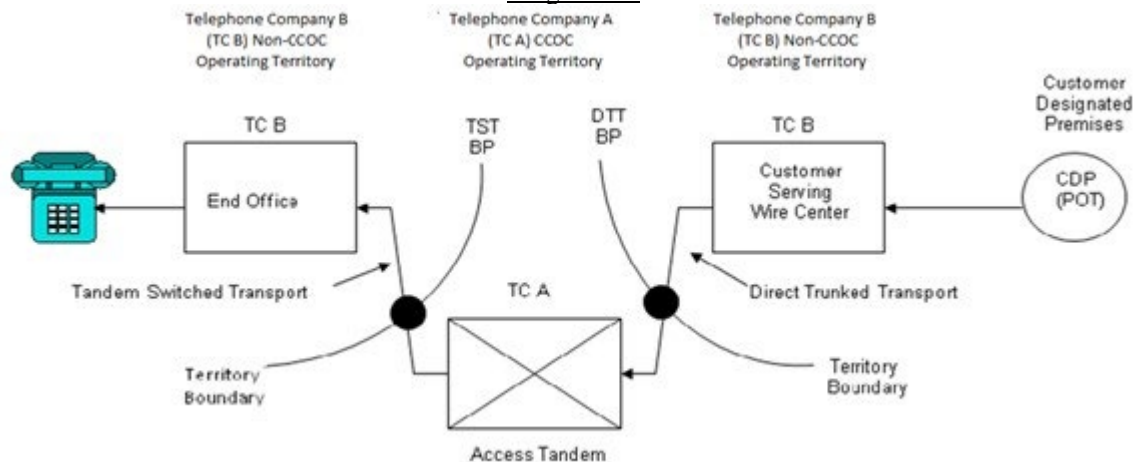 Telephone Company B
(TC B) Non-CCOC
Operating Territory
Telephone Company A
(TC A) CCOC
Operating Territory
Telephone Company B
(TC B) Non-CCOC
Operating Territory
Customer
Designated
Premises
TC B
TST
BP
DTT
BP
TC B
End Office
Customer
Serving
Wire Center
CDP
(POT)
Tandem Switched Transport
TC A
Direct Trunked Transport
Territory
Boundary
Territory
Boundary
Access Tandem